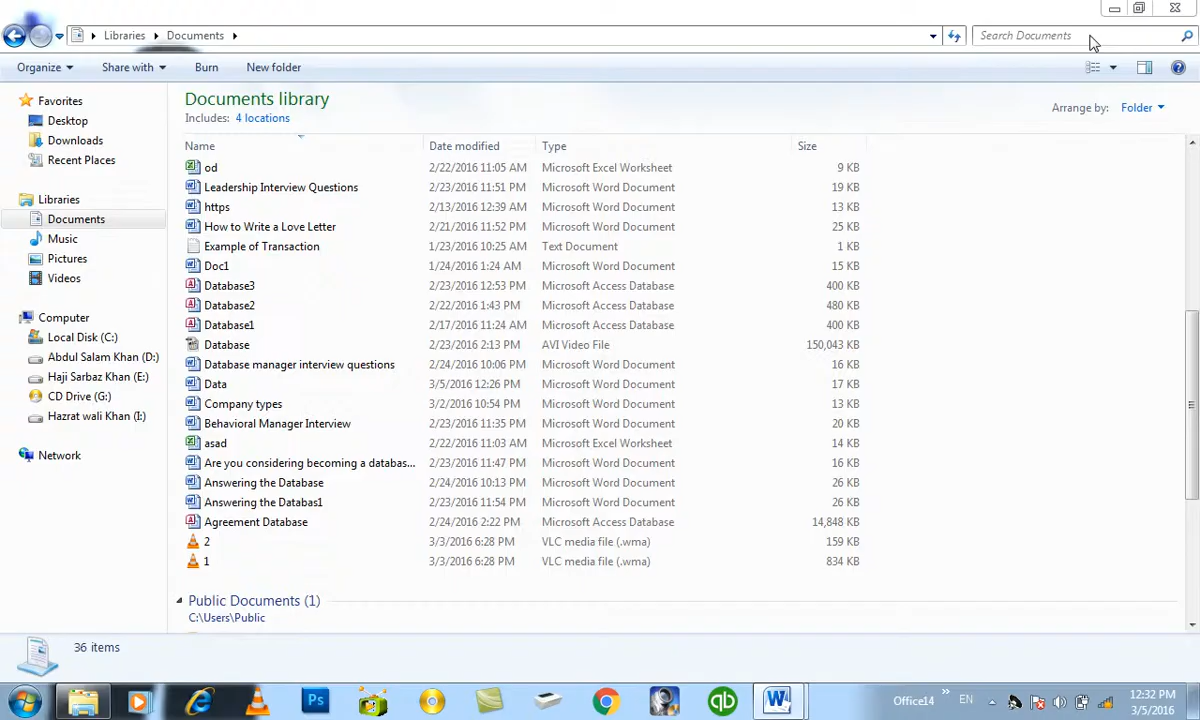 Libraries Documents
Search Documents
Organize Share with Burn New folder
Documents library
Includes: 4 locations
Arrange by: Folder
Name Date modified Type Size
od 2/22/2016 11:05 AM Microsoft Excel Worksheet 9 KB
Leadership Interview Questions 2/23/2016 11:51 PM Microsoft Word Document 19 KB
https 2/13/2016 12:39 AM Microsoft Word Document 13 KB
How to Write a Love Letter 2/21/2016 11:52 PM Microsoft Word Document 25 KB
Example of Transaction 1/23/2016 10:25 AM Text Document 1 KB
Doc1 1/24/2016 1:24 AM Microsoft Word Document 15 KB
Database3 2/23/2016 12:53 PM Microsoft Access Database 400 KB
Database2 2/22/2016 1:43 PM Microsoft Access Database 480 KB
Database1 2/17/2016 11:24 AM Microsoft Access Database 400 KB
Database 2/23/2016 2:13 PM AVI Video File 150,043 KB
Database manager interview questions 2/24/2016 10:06 PM Microsoft Word Document 16 KB
Data 3/5/2016 12:26 PM Microsoft Word Document 17 KB
Company types 3/2/2016 10:54 PM Microsoft Word Document 13 KB
Behavioral Manager Interview 2/23/2016 11:35 PM Microsoft Word Document 20 KB
asad 2/22/2016 11:03 AM Microsoft Excel Worksheet 14 KB
Are you considering becoming a databas... 2/23/2016 11:47 PM Microsoft Word Document 16 KB
Answering the Database 2/24/2016 10:13 PM Microsoft Word Document 26 KB
Answering the Databas1 2/23/2016 11:54 PM Microsoft Word Document 26 KB
Agreement Database 2/24/2016 2:22 PM Microsoft Access Database 14,848 KB
2 3/3/2016 6:28 PM VLC media file (.wma) 159 KB
1 3/3/2016 6:28 PM VLC media file (.wma) 834 KB
Public Documents (1)
C:\Users\Public
Favorites
Desktop
Downloads
Recent Places
Libraries
Documents
Music
Pictures
Videos
Computer
Local Disk (C:)
Abdul Salam Khan (D:)
Haji Sarbaz Khan (E:)
CD Drive (G:)
Hazrat wali Khan (I:)
Network
36 items
Ps
qb
W
Office14 » EN
12:32 PM
3/5/2016